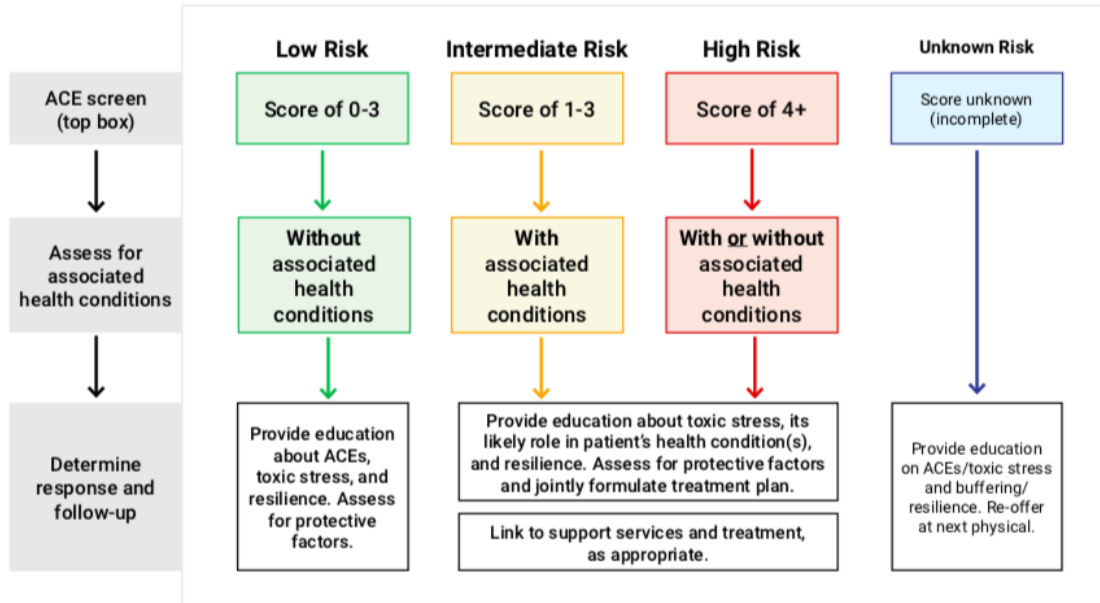 Low Risk
Intermediate Risk
High Risk
Unknown Risk
ACE screen
(top box)
Score of 0-3
Score of 1-3
Score of 4+
Score unknown
(incomplete)
Assess for
associated
health conditions
Without
associated
health
conditions
With
associated
health
conditions
With or without
associated
health
conditions
Determine
response and
follow-up
Provide education
about ACEs,
toxic stress, and
resilience. Assess
for protective
factors.
Provide education about toxic stress, its
likely role in patient's health condition(s),
and resilience. Assess for protective factors
and jointly formulate treatment plan.
Link to support services and treatment,
as appropriate.
Provide education
on ACEs/toxic stress
and buffering/
resilience. Re-offer
at next physical.